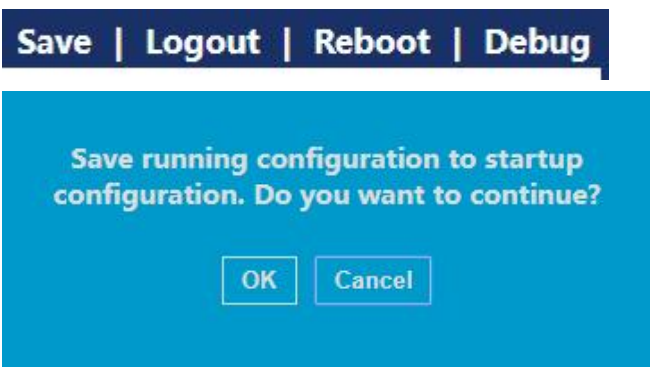 Save | Logout | Reboot | Debug
Save running configuration to startup
configuration. Do you want to continue?
OK Cancel